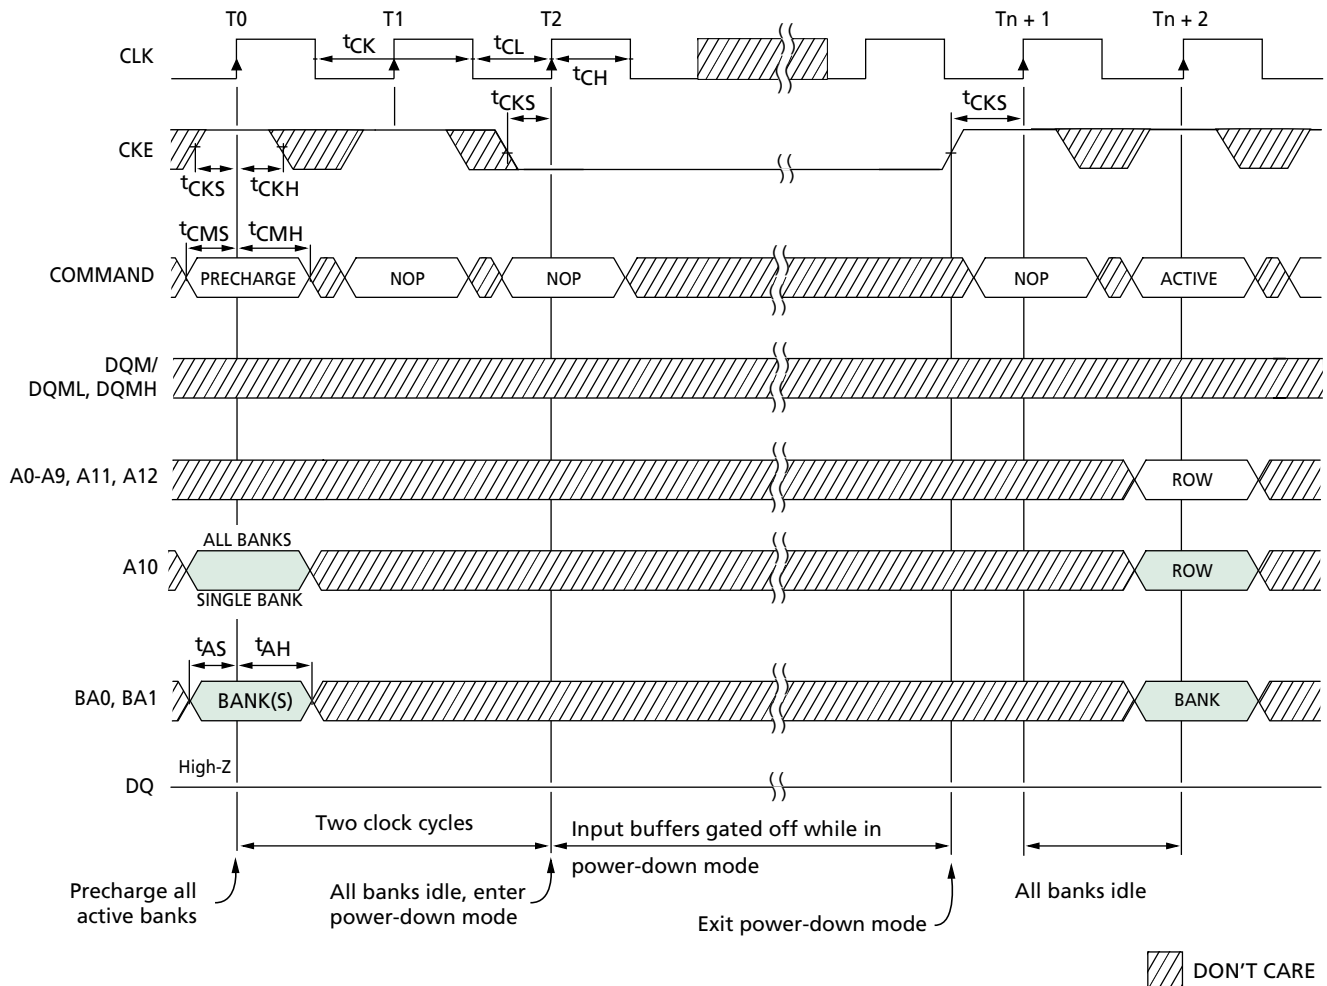 T0 T1 T2 Tn + 1 Tn + 2
CLK
tCK tCL
tCH
tCKS tCKS
CKE
tCKS tCKH
tCMS tCMH
COMMAND PRECHARGE NOP NOP NOP ACTIVE
DQM/
DQML, DQMH
A0-A9, A11, A12 ROW
ALL BANKS
A10 ROW
SINGLE BANK
tAS tAH
BA0, BA1 BANK(S) BANK
High-Z
DQ
Two clock cycles
Input buffers gated off while in
power-down mode
Precharge all
active banks
All banks idle, enter
power-down mode
Exit power-down mode
All banks idle
DON'T CARE